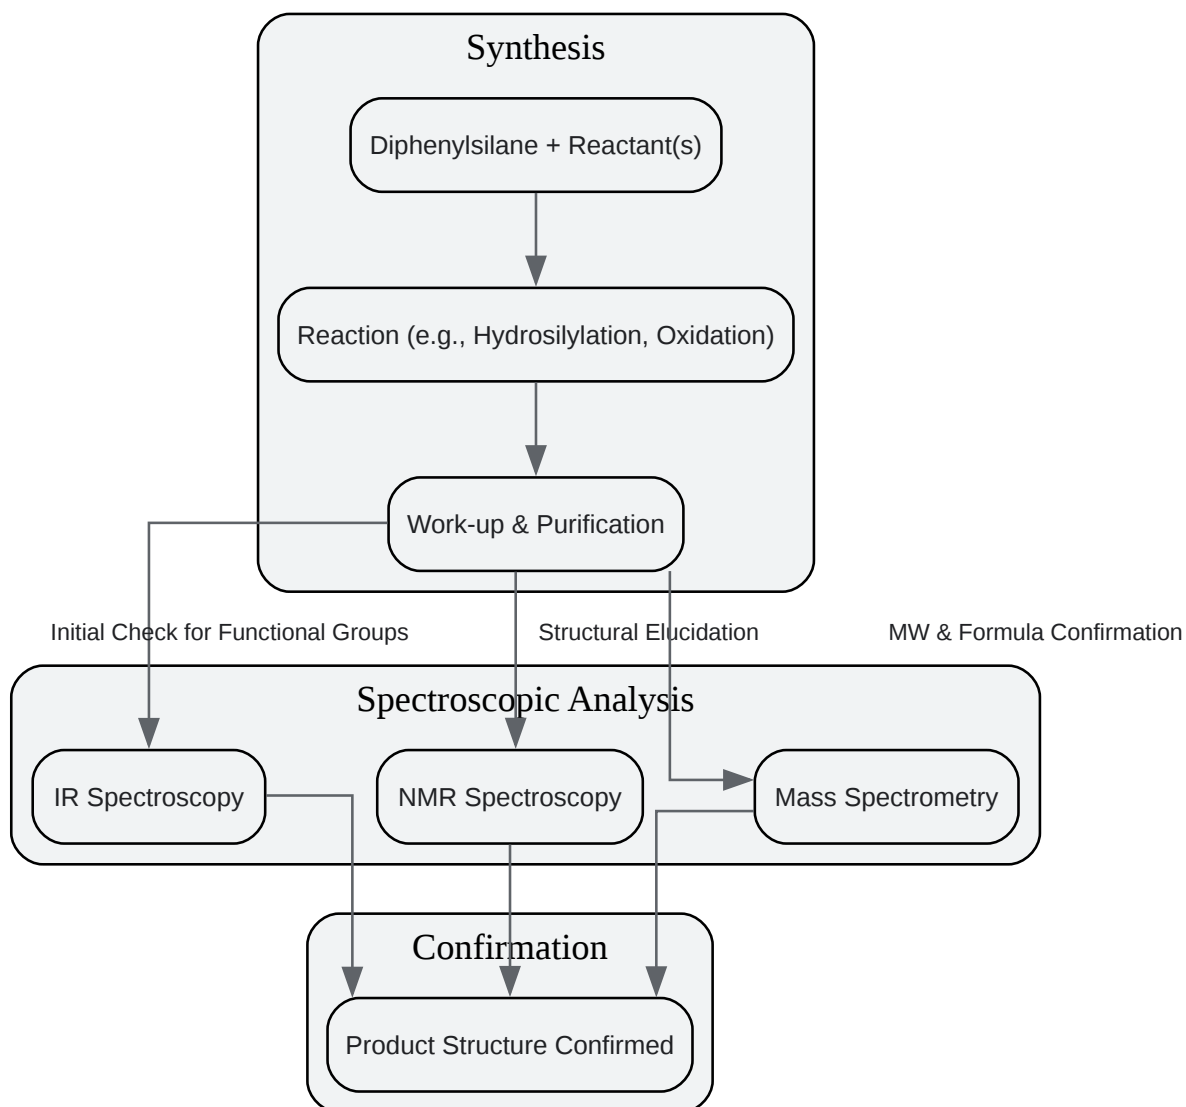 Synthesis
Diphenylsilane + Reactant(s)
Reaction (e.g., Hydrosilylation, Oxidation)
Work-up & Purification
Initial Check for Functional Groups
Structural Elucidation
MW & Formula Confirmation
Spectroscopic Analysis
IR Spectroscopy
NMR Spectroscopy
Mass Spectrometry
Confirmation
Product Structure Confirmed